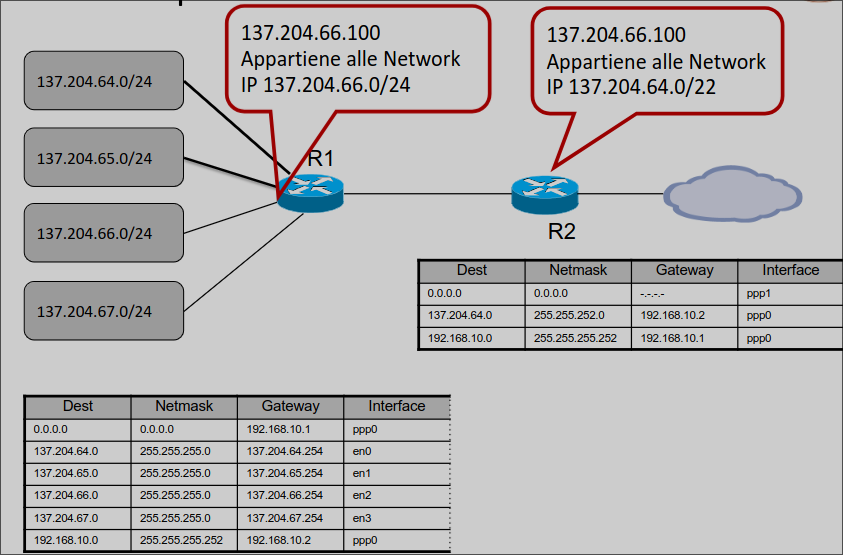 137.204.66.100
Appartiene alle Network
IP 137.204.66.0/24
137.204.66.100
Appartiene alle Network
IP 137.204.64.0/22
137.204.64.0/24
137.204.65.0/24
137.204.66.0/24
137.204.67.0/24
R1
R2
Dest Netmask Gateway Interface
0.0.0.0 0.0.0.0 -.-.-.- ppp1
137.204.64.0 255.255.252.0 192.168.10.2 ppp0
192.168.10.0 255.255.255.252 192.168.10.1 ppp0
Dest Netmask Gateway Interface
0.0.0.0 0.0.0.0 192.168.10.1 ppp0
137.204.64.0 255.255.255.0 137.204.64.254 en0
137.204.65.0 255.255.255.0 137.204.65.254 en1
137.204.66.0 255.255.255.0 137.204.66.254 en2
137.204.67.0 255.255.255.0 137.204.67.254 en3
192.168.10.0 255.255.255.252 192.168.10.2 ppp0